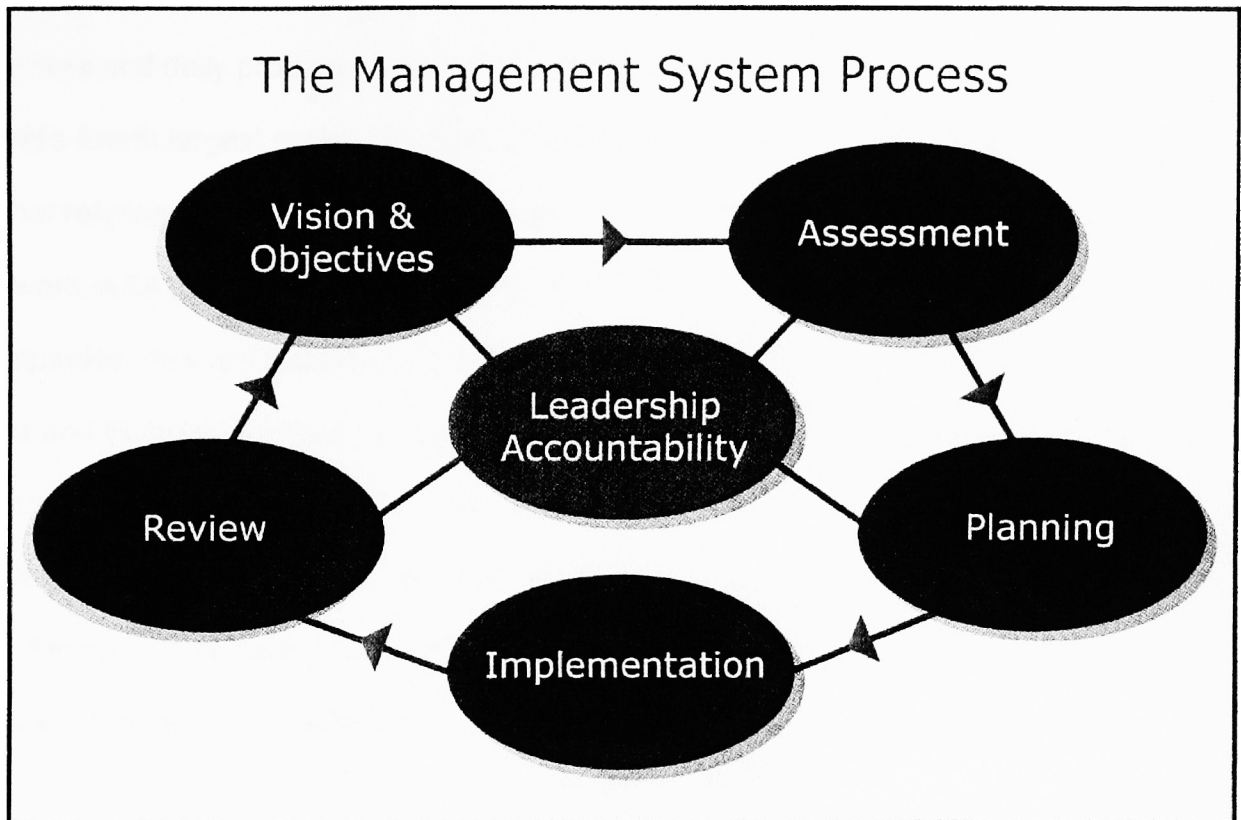 The Management System Process
Vision &
Objectives
Assessment
Leadership
Accountability
Review
Planning
Implementation